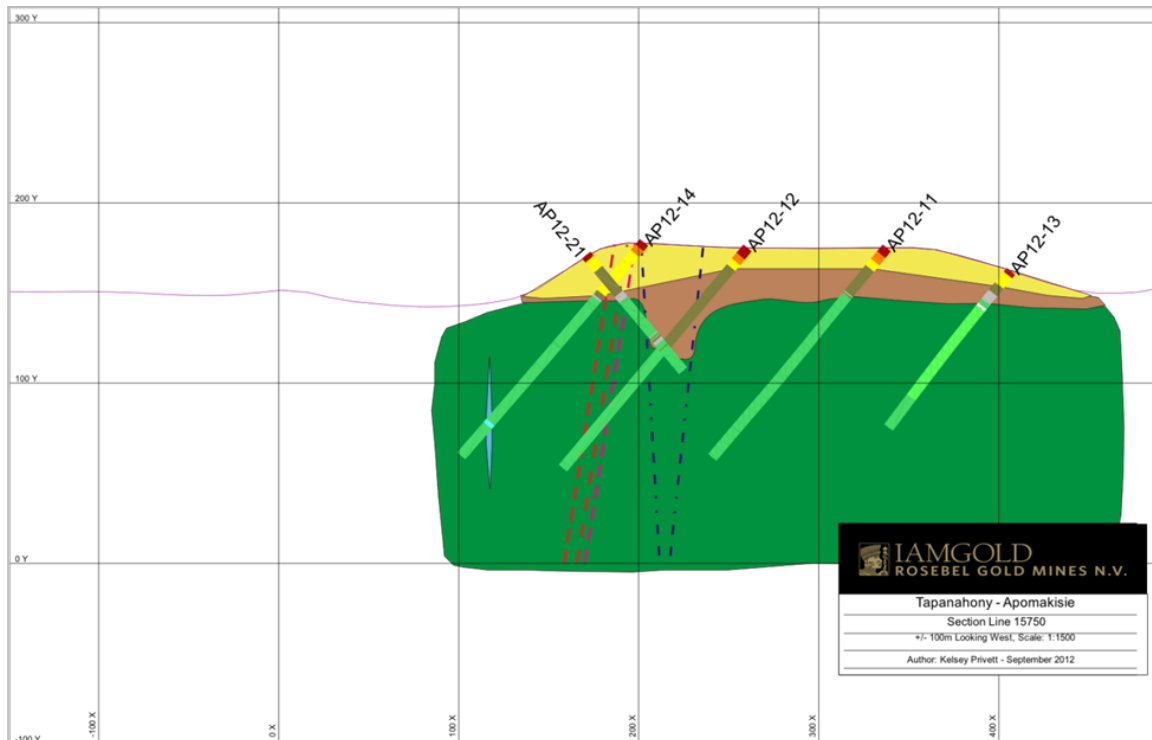 300 Y
200 Y
AP12-21
AP12-14
AP12-12
AP12-11
AP12-13
100 Y
0 Y
-100 Y
-100 X
0 X
100 X
200 X
300 X
400 X
IAMGOLD
ROSEBEL GOLD MINES N.V.
Tapanahony - Apomakisie
Section Line 15750
+/- 100m Looking West, Scale: 1:1500
Author: Kelsey Privett - September 2012